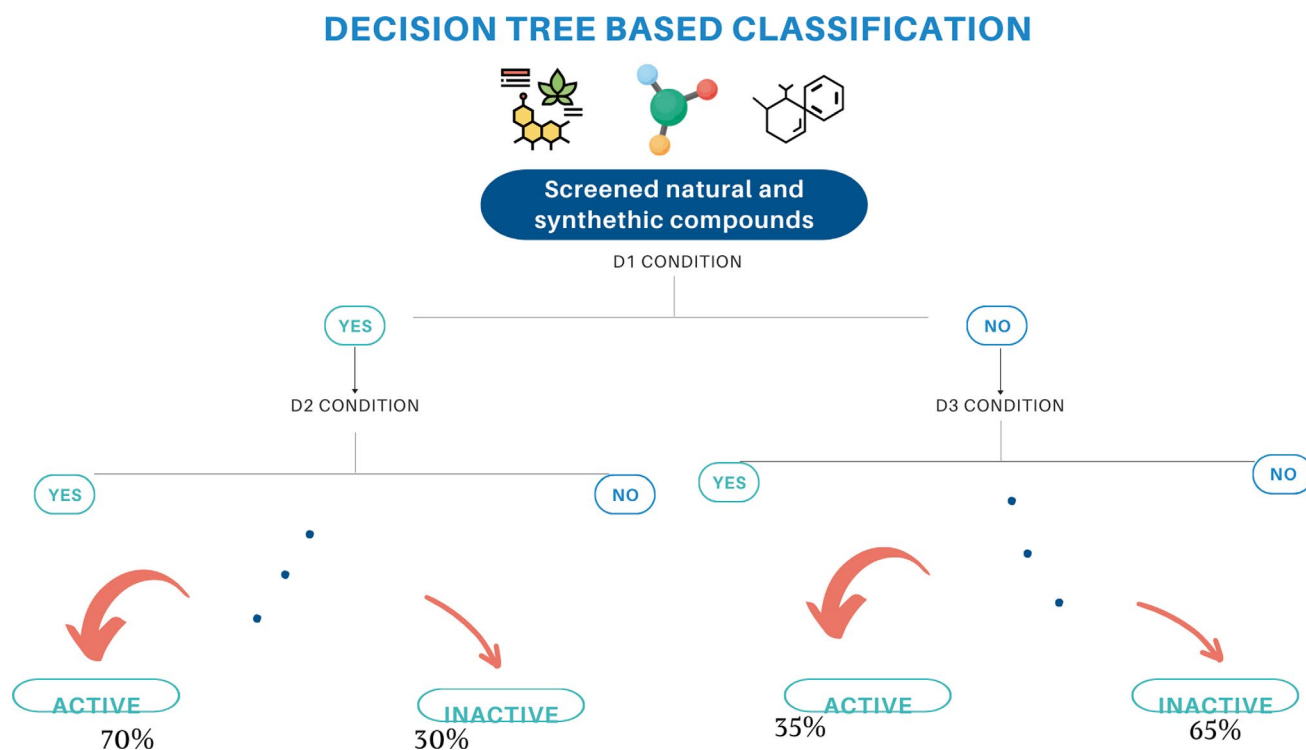 DECISION TREE BASED CLASSIFICATION
Screened natural and
synthethic compounds
D1 CONDITION
YES
NO
D2 CONDITION
D3 CONDITION
YES
NO
YES
NO
ACTIVE
INACTIVE
ACTIVE
INACTIVE
70%
30%
35%
65%